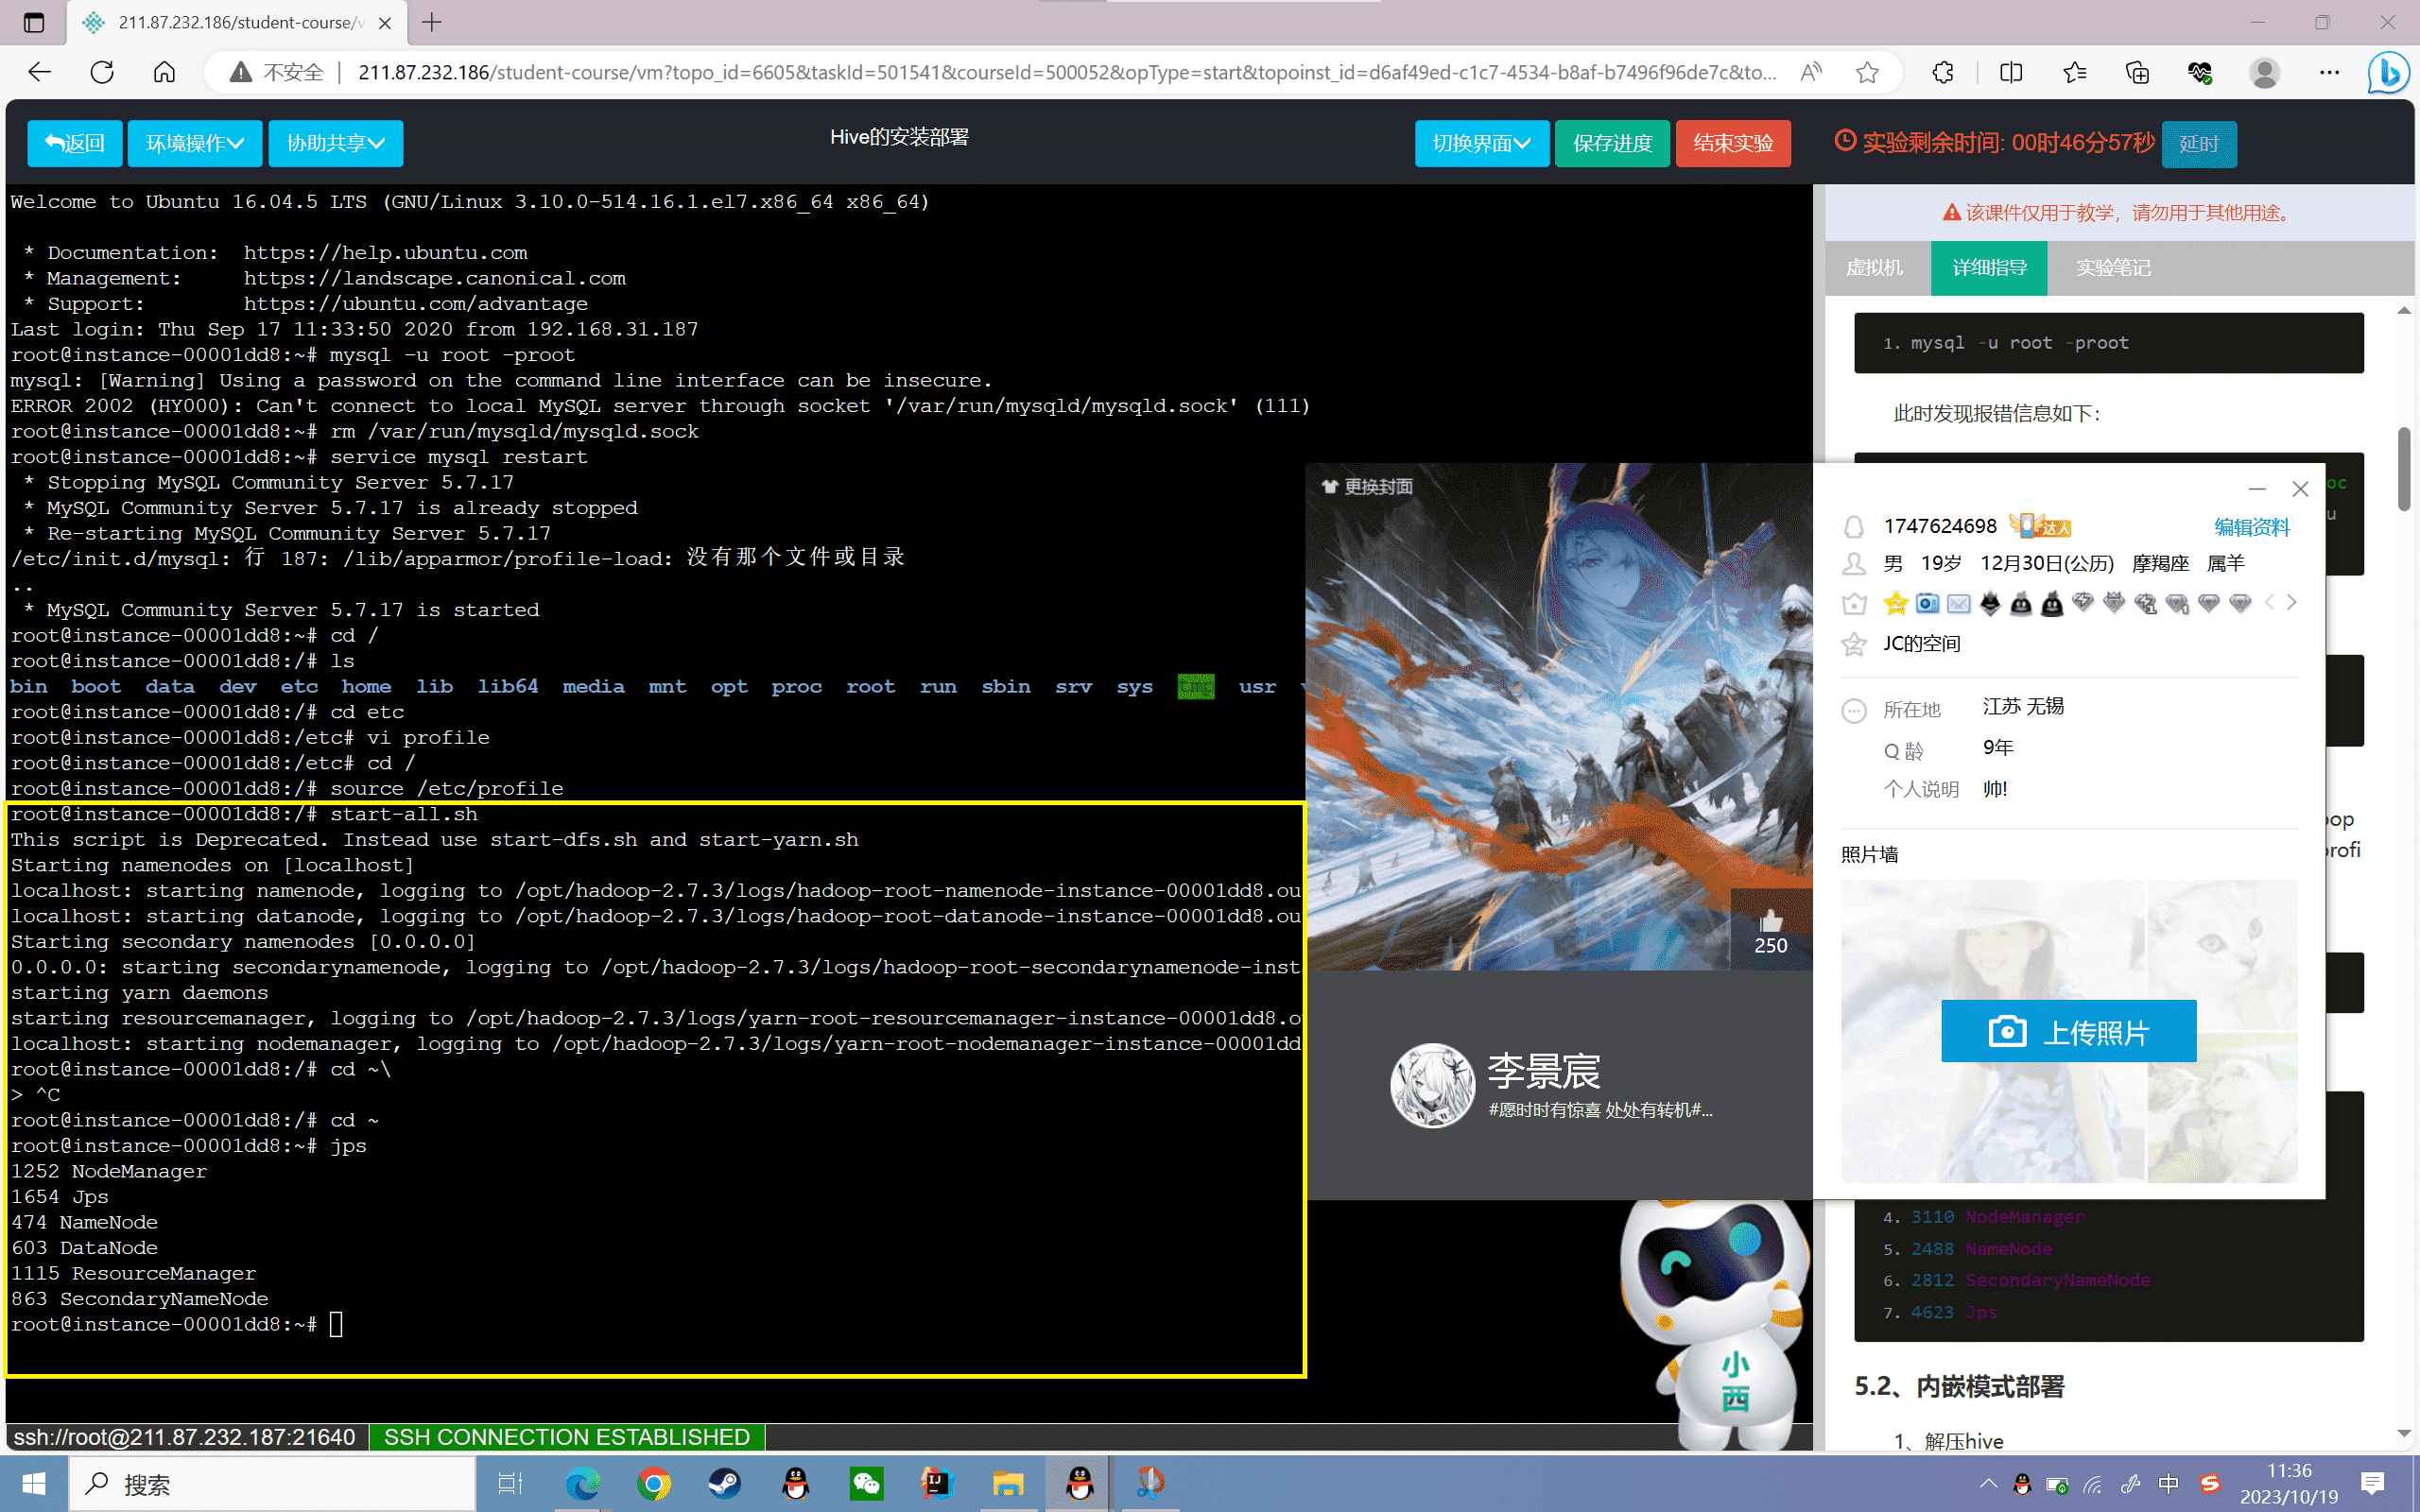 211.87.232.186/student-course/v
不安全 211.87.232.186/student-course/vm?topo_id=6605&taskId=501541&courseId=500052&opType=start&topoinst_id=d6af49ed-c1c7-4534-b8af-b7496f96de7c&to...
返回 环境操作 协助共享 Hive的安装部署 切换界面 保存进度 结束实验 实验剩余时间: 00时46分57秒 延时
Welcome to Ubuntu 16.04.5 LTS (GNU/Linux 3.10.0-514.16.1.el7.x86_64 x86_64)
* Documentation: https://help.ubuntu.com
* Management: https://landscape.canonical.com
* Support: https://ubuntu.com/advantage
Last login: Thu Sep 17 11:33:50 2020 from 192.168.31.187
root@instance-00001dd8:~# mysql -u root -proot
mysql: [Warning] Using a password on the command line interface can be insecure.
ERROR 2002 (HY000): Can't connect to local MySQL server through socket '/var/run/mysqld/mysqld.sock' (111)
root@instance-00001dd8:~# rm /var/run/mysqld/mysqld.sock
root@instance-00001dd8:~# service mysql restart
* Stopping MySQL Community Server 5.7.17
* MySQL Community Server 5.7.17 is already stopped
* Re-starting MySQL Community Server 5.7.17
/etc/init.d/mysql: 行 187: /lib/apparmor/profile-load: 没有那个文件或目录
..
* MySQL Community Server 5.7.17 is started
root@instance-00001dd8:~# cd /
root@instance-00001dd8:/# ls
bin boot data dev etc home lib lib64 media mnt opt proc root run sbin srv sys tmp usr
root@instance-00001dd8:/# cd etc
root@instance-00001dd8:/etc# vi profile
root@instance-00001dd8:/etc# cd /
root@instance-00001dd8:/# source /etc/profile
root@instance-00001dd8:/# start-all.sh
This script is Deprecated. Instead use start-dfs.sh and start-yarn.sh
Starting namenodes on [localhost]
localhost: starting namenode, logging to /opt/hadoop-2.7.3/logs/hadoop-root-namenode-instance-00001dd8.ou
localhost: starting datanode, logging to /opt/hadoop-2.7.3/logs/hadoop-root-datanode-instance-00001dd8.ou
Starting secondary namenodes [0.0.0.0]
0.0.0.0: starting secondarynamenode, logging to /opt/hadoop-2.7.3/logs/hadoop-root-secondarynamenode-inst
starting yarn daemons
starting resourcemanager, logging to /opt/hadoop-2.7.3/logs/yarn-root-resourcemanager-instance-00001dd8.o
localhost: starting nodemanager, logging to /opt/hadoop-2.7.3/logs/yarn-root-nodemanager-instance-00001dd
root@instance-00001dd8:/# cd ~\
> ^C
root@instance-00001dd8:/# cd ~
root@instance-00001dd8:~# jps
1252 NodeManager
1654 Jps
474 NameNode
603 DataNode
1115 ResourceManager
863 SecondaryNameNode
root@instance-00001dd8:~#
ssh://root@211.87.232.187:21640 SSH CONNECTION ESTABLISHED
该课件仅用于教学，请勿用于其他用途。
虚拟机 详细指导 实验笔记
1. mysql -u root -proot
此时发现报错信息如下：
oc
u
oop
profi
更换封面
250
李景宸
#愿时时有惊喜 处处有转机#...
1747624698 达人 编辑资料
男 19岁 12月30日(公历) 摩羯座 属羊
JC的空间
所在地 江苏 无锡
Q龄 9年
个人说明 帅!
照片墙
上传照片
4. 3110 NodeManager
5. 2488 NameNode
6. 2812 SecondaryNameNode
7. 4623 Jps
5.2、内嵌模式部署
1、解压hive
小西
搜索
中
11:36
2023/10/19